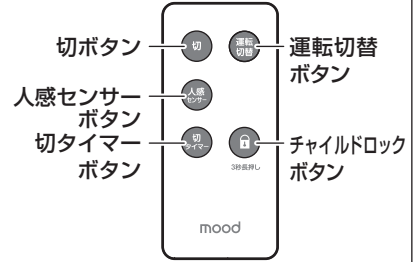 切ボタン
切
運転
切替
運転切替
ボタン
人感センサー
ボタン
人感
センサー
切タイマー
ボタン
切
タイマー
チャイルドロック
ボタン
3秒長押し
mood